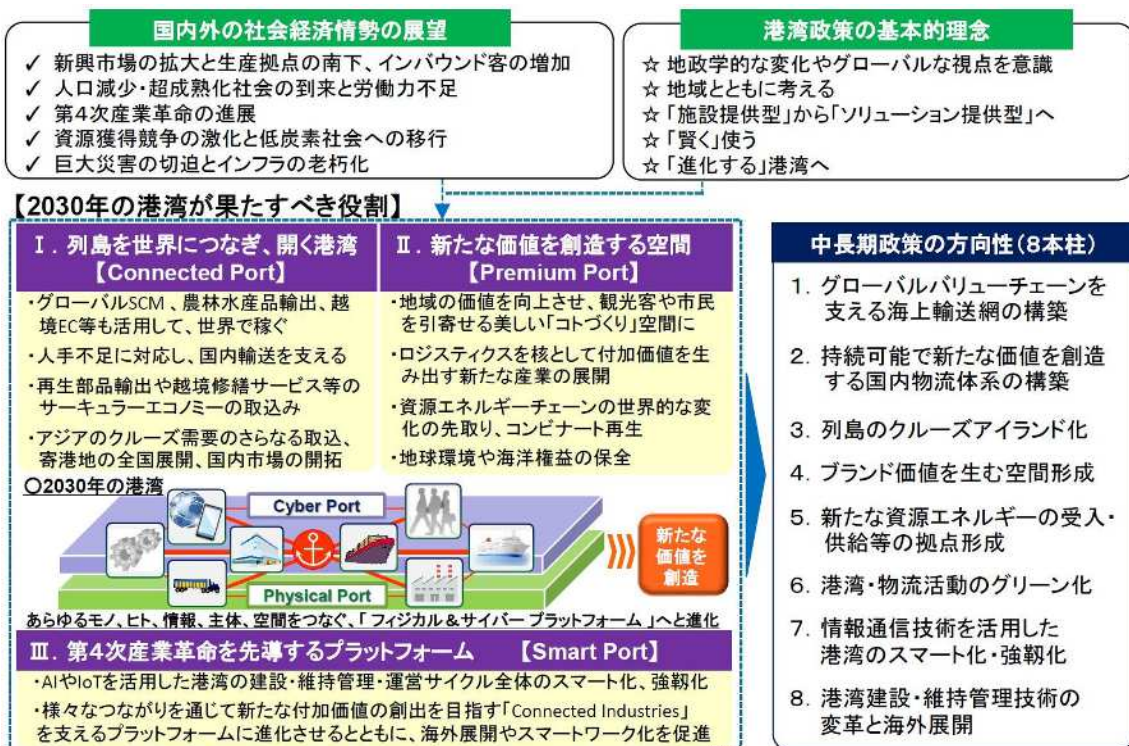 国内外の社会経済情勢の展望
✓ 新興市場の拡大と生産拠点の南下、インバウンド客の増加
✓ 人口減少・超成熟化社会の到来と労働力不足
✓ 第4次産業革命の進展
✓ 資源獲得競争の激化と低炭素社会への移行
✓ 巨大災害の切迫とインフラの老朽化
港湾政策の基本的理念
☆ 地政学的な変化やグローバルな視点を意識
☆ 地域とともに考える
☆ 「施設提供型」から「ソリューション提供型」へ
☆ 「賢く」使う
☆ 「進化する」港湾へ
【2030年の港湾が果たすべき役割】
Ⅰ. 列島を世界につなぎ、開く港湾
【Connected Port】
・グローバルSCM、農林水産品輸出、越
境EC等も活用して、世界で稼ぐ
・人手不足に対応し、国内輸送を支える
・再生部品輸出や越境修繕サービス等の
サーキュラーエコノミーの取込み
・アジアのクルーズ需要のさらなる取込、
寄港地の全国展開、国内市場の開拓
Ⅱ. 新たな価値を創造する空間
【Premium Port】
・地域の価値を向上させ、観光客や市民
を引寄せる美しい「コトづくり」空間に
・ロジスティクスを核として付加価値を生
み出す新たな産業の展開
・資源エネルギーチェーンの世界的な変
化の先取り、コンビナート再生
・地球環境や海洋権益の保全
○2030年の港湾
Cyber Port
Physical Port
新たな
価値を
創造
あらゆるモノ、ヒト、情報、主体、空間をつなぐ、「フィジカル&サイバー プラットフォーム」へと進化
Ⅲ. 第4次産業革命を先導するプラットフォーム 【Smart Port】
・AIやIoTを活用した港湾の建設・維持管理・運営サイクル全体のスマート化、強靱化
・様々なつながりを通じて新たな付加価値の創出を目指す「Connected Industries」
を支えるプラットフォームに進化させるとともに、海外展開やスマートワーク化を促進
中長期政策の方向性(8本柱)
1. グローバルバリューチェーンを
支える海上輸送網の構築
2. 持続可能で新たな価値を創造
する国内物流体系の構築
3. 列島のクルーズアイランド化
4. ブランド価値を生む空間形成
5. 新たな資源エネルギーの受入・
供給等の拠点形成
6. 港湾・物流活動のグリーン化
7. 情報通信技術を活用した
港湾のスマート化・強靱化
8. 港湾建設・維持管理技術の
変革と海外展開